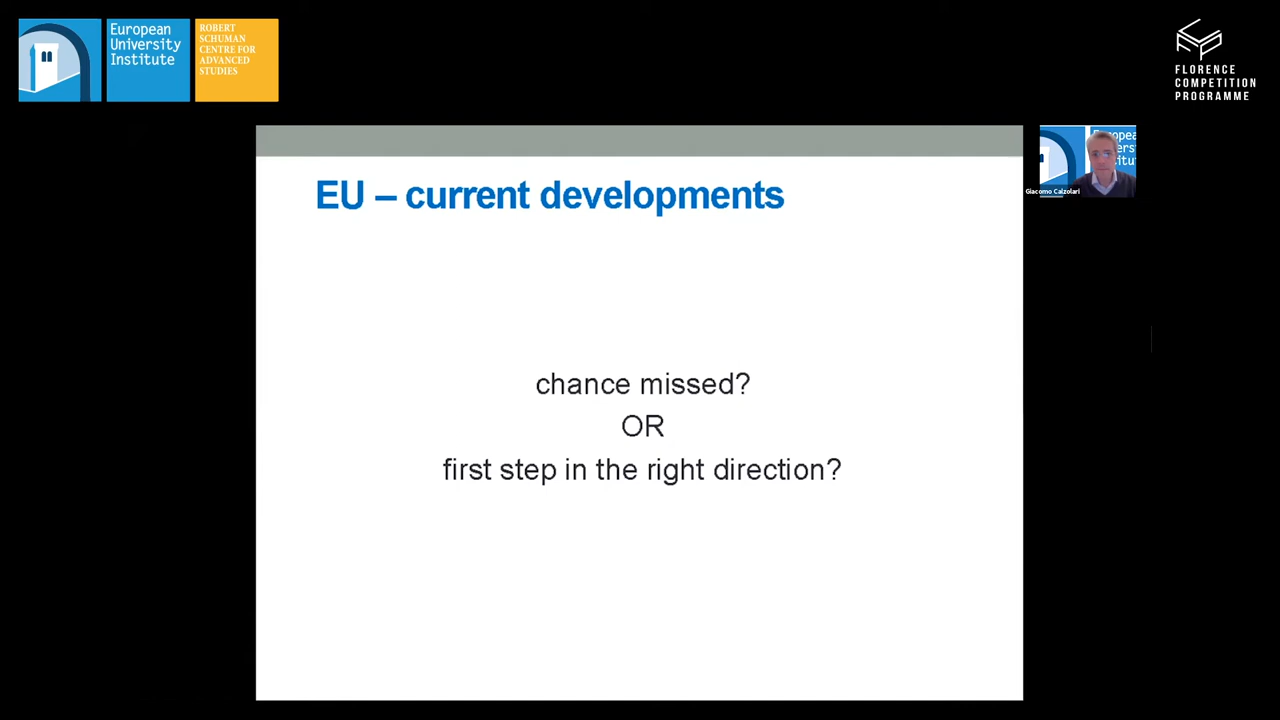 European
University
Institute
ROBERT
SCHUMAN
CENTRE FOR
ADVANCED
STUDIES
FLORENCE
COMPETITION
PROGRAMME
Giacomo Calzolari
EU – current developments
chance missed?
OR
first step in the right direction?